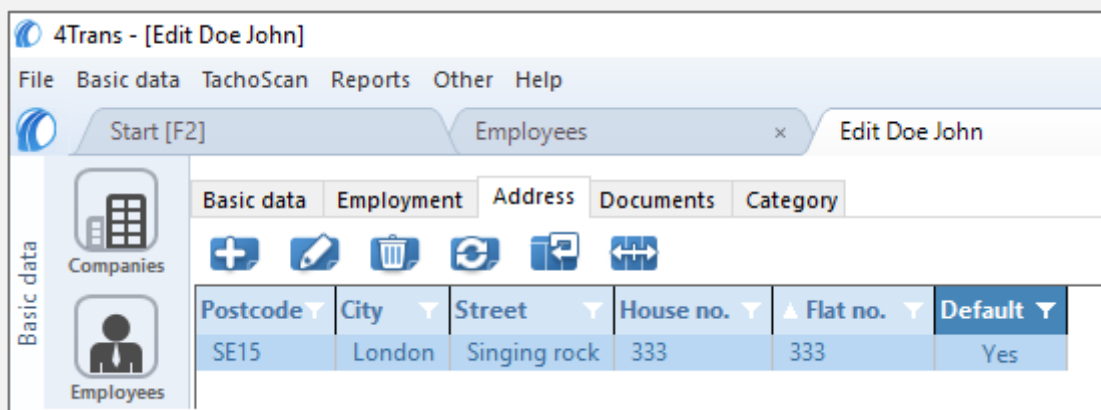 4Trans - [Edit Doe John]
File Basic data TachoScan Reports Other Help
Start [F2] Employees × Edit Doe John
Basic data Employment Address Documents Category
Basic data
Companies
Employees
Postcode City Street House no. Flat no. Default
SE15 London Singing rock 333 333 Yes